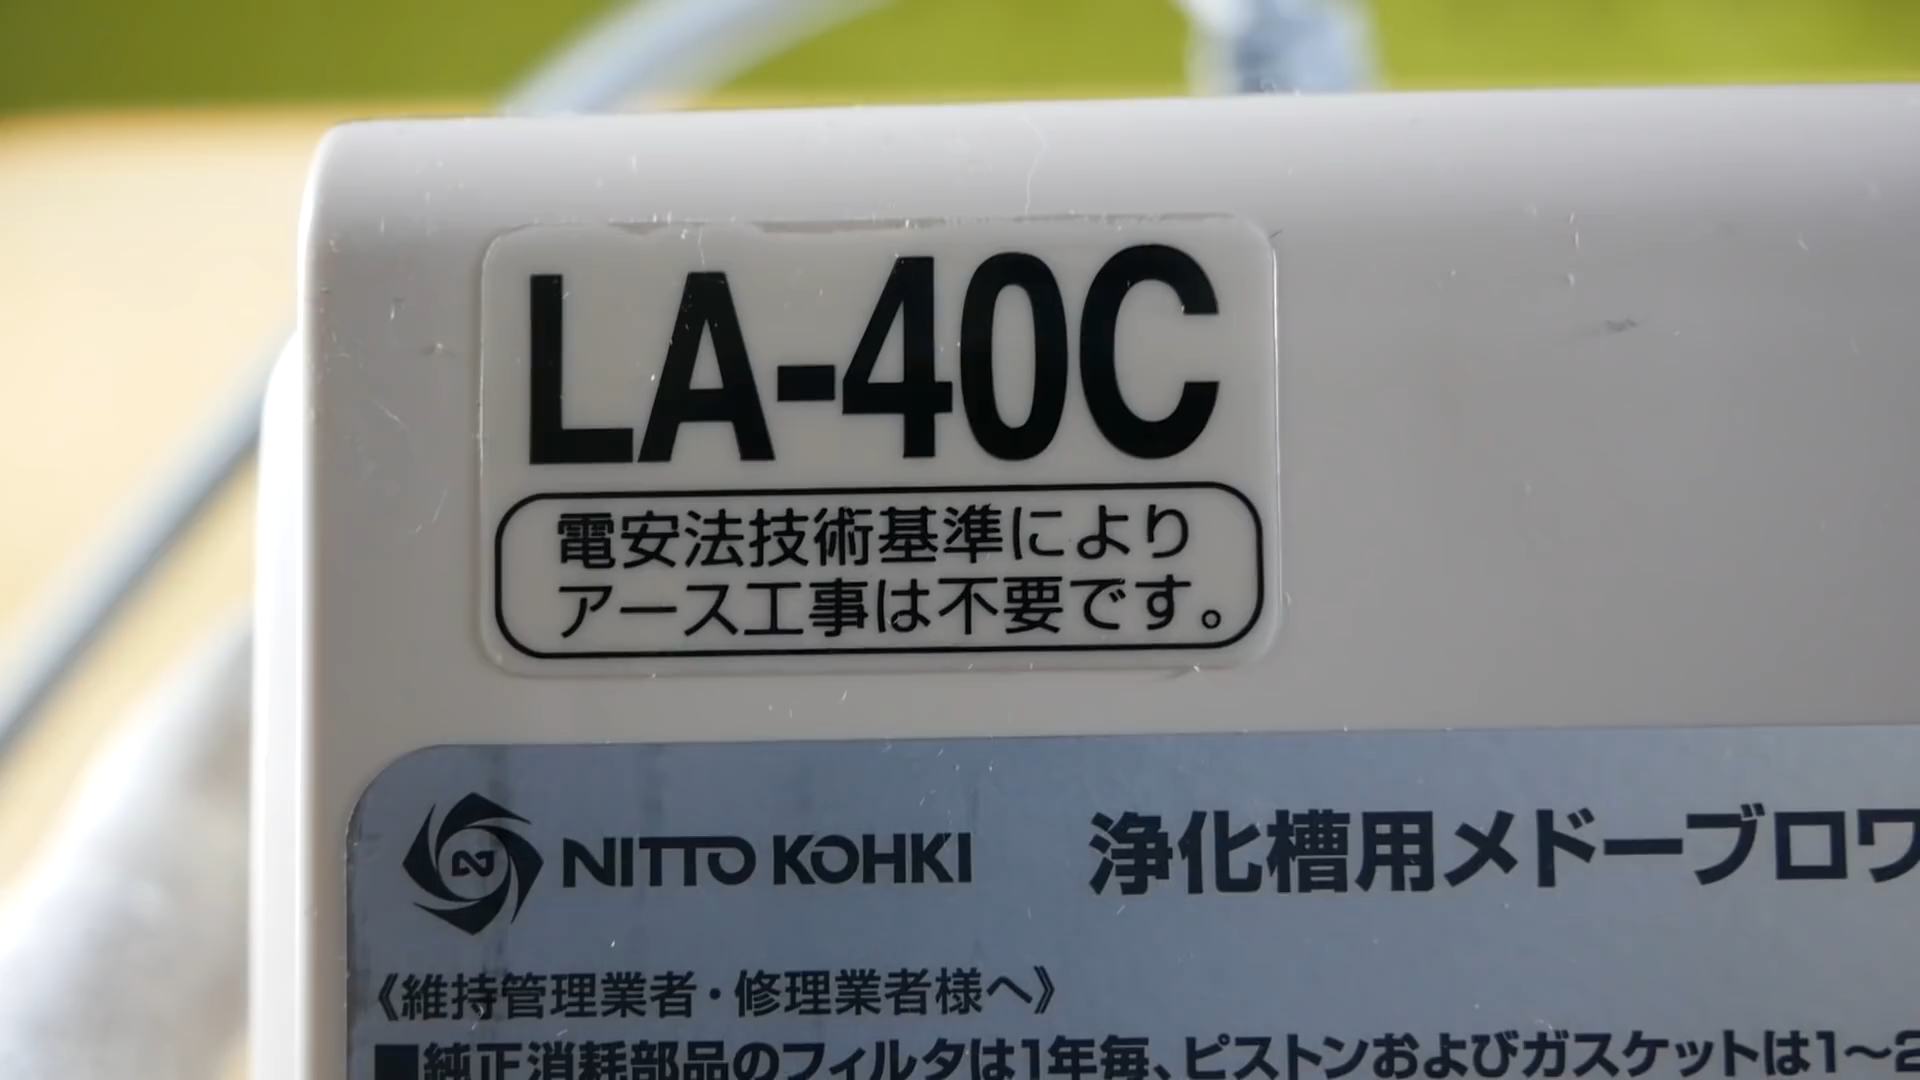 LA-40C
電安法技術基準により
アース工事は不要です。
NITTO KOHKI 浄化槽用メドーブロワ
《維持管理業者・修理業者様へ》
■純正消耗部品のフィルタは1年毎、ピストンおよびガスケットは1〜2